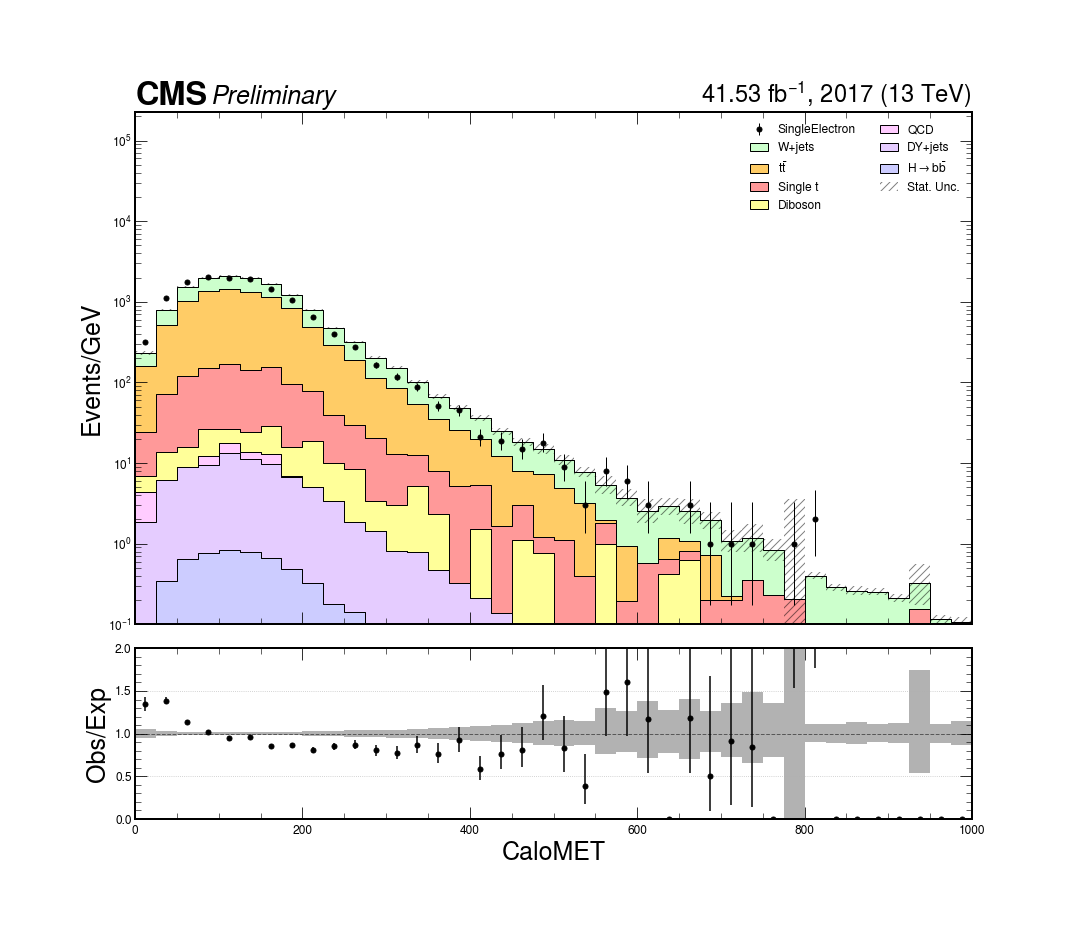 CMS Preliminary 41.53 fb⁻¹, 2017 (13 TeV)
SingleElectron
W+jets
tt̄
Single t
Diboson
QCD
DY+jets
H→bb̄
Stat. Unc.
Events/GeV
10⁵
10⁴
10³
10²
10¹
10⁰
10⁻¹
Obs/Exp
2.0
1.5
1.0
0.5
0.0
0 200 400 600 800 1000
CaloMET